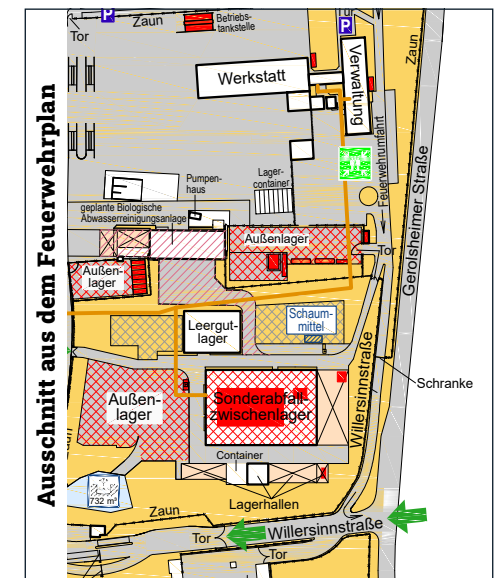 Ausschnitt aus dem Feuerwehrplan
P
Zaun
Tor
Betriebs-
tankstelle
P
Werkstatt
Verwaltung
Zaun
Feuerwehrumfahrt
Gerolsheimer Straße
Pumpen-
haus
Lager-
container
geplante Biologische
Abwasserreinigungsanlage
Außenlager
Tor
Außen-
lager
Leergut-
lager
Schaum-
mittel
Willersinnstraße
Schranke
Außen-
lager
Sonderabfall-
zwischenlager
Container
732 m³
Lagerhallen
Zaun
Tor
Willersinnstraße
Tor